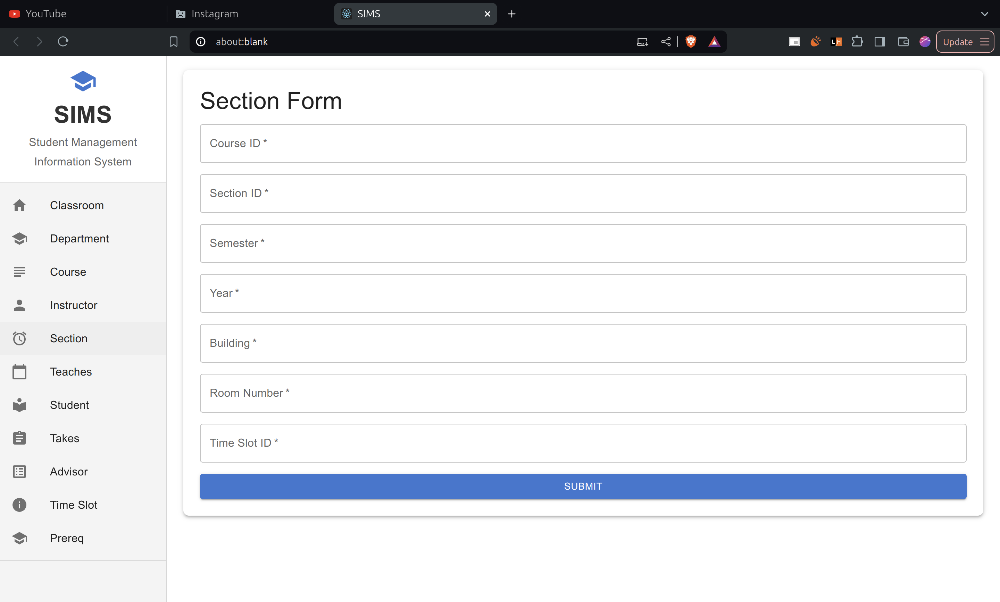 YouTube
Instagram
SIMS
about:blank
L H
Update
SIMS
Student Management
Information System
Classroom
Department
Course
Instructor
Section
Teaches
Student
Takes
Advisor
Time Slot
Prereq
Section Form
Course ID *
Section ID *
Semester *
Year *
Building *
Room Number *
Time Slot ID *
SUBMIT